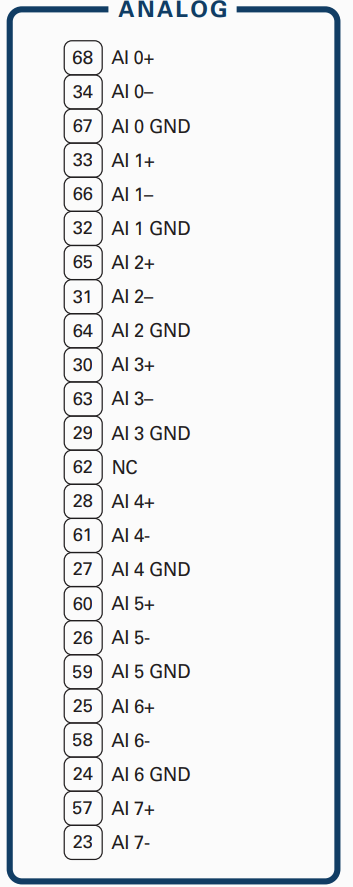 ANALOG
68 AI 0+
34 AI 0–
67 AI 0 GND
33 AI 1+
66 AI 1–
32 AI 1 GND
65 AI 2+
31 AI 2–
64 AI 2 GND
30 AI 3+
63 AI 3–
29 AI 3 GND
62 NC
28 AI 4+
61 AI 4-
27 AI 4 GND
60 AI 5+
26 AI 5-
59 AI 5 GND
25 AI 6+
58 AI 6-
24 AI 6 GND
57 AI 7+
23 AI 7-